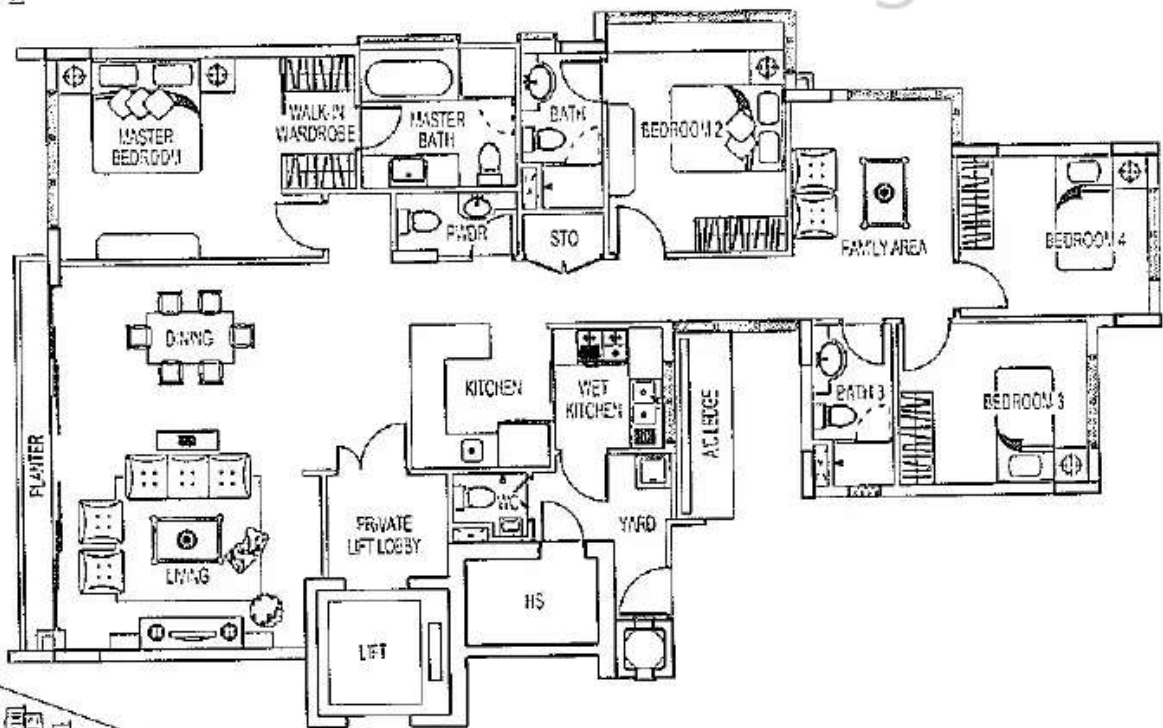 MASTER
BEDROOM
WALK-IN
WARDROBE
MASTER
BATH
BATH
BEDROOM 2
PWDR
STO
FAMILY AREA
BEDROOM 4
DINING
KITCHEN
WET
KITCHEN
A/C LEDGE
BATH 3
BEDROOM 3
PLANTER
PRIVATE
LIFT LOBBY
WC
YARD
LIVING
HS
LIFT